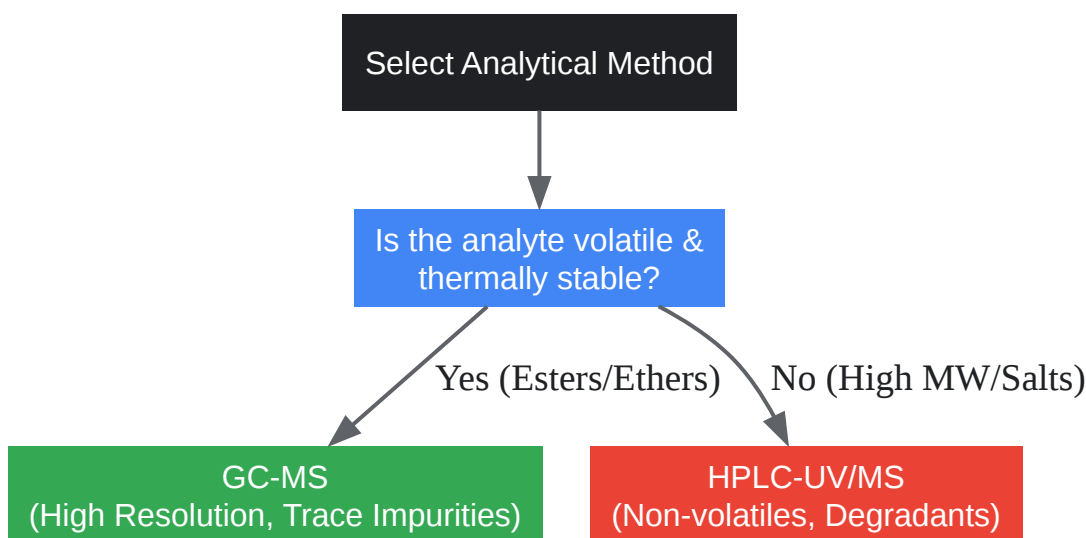 Select Analytical Method
Is the analyte volatile &
thermally stable?
Yes (Esters/Ethers)
No (High MW/Salts)
GC-MS
(High Resolution, Trace Impurities)
HPLC-UV/MS
(Non-volatiles, Degradants)